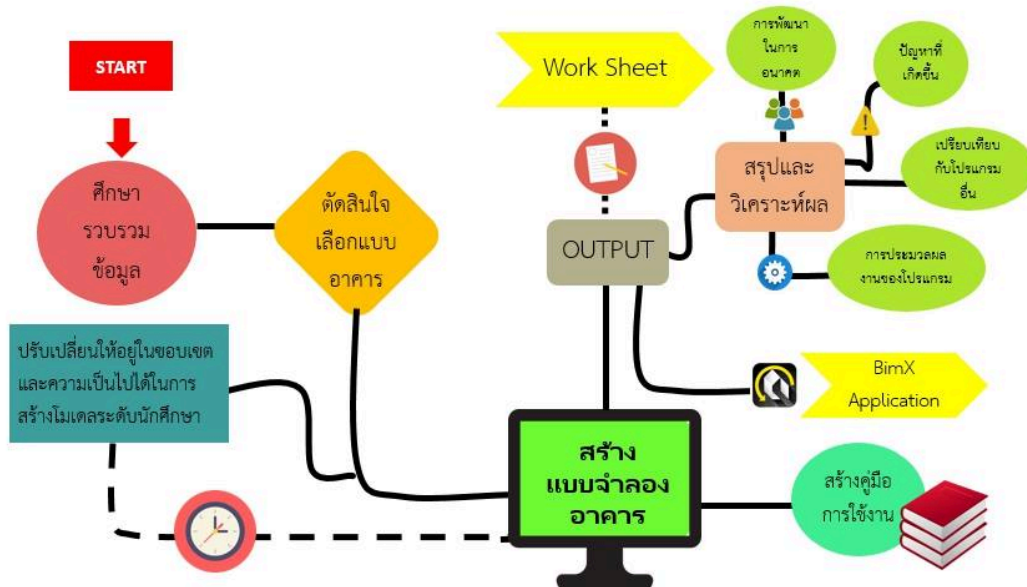 START
ศึกษา
รวบรวม
ข้อมูล
ตัดสินใจ
เลือกแบบ
อาคาร
ปรับเปลี่ยนให้อยู่ในขอบเขต
และความเป็นไปได้ในการ
สร้างโมเดลระดับนักศึกษา
สร้าง
แบบจำลอง
อาคาร
สร้างคู่มือ
การใช้งาน
OUTPUT
Work Sheet
BimX
Application
สรุปและ
วิเคราะห์ผล
การพัฒนา
ในการ
อนาคต
ปัญหาที่
เกิดขึ้น
เปรียบเทียบ
กับโปรแกรม
อื่น
การประมวลผล
งานของโปรแกรม